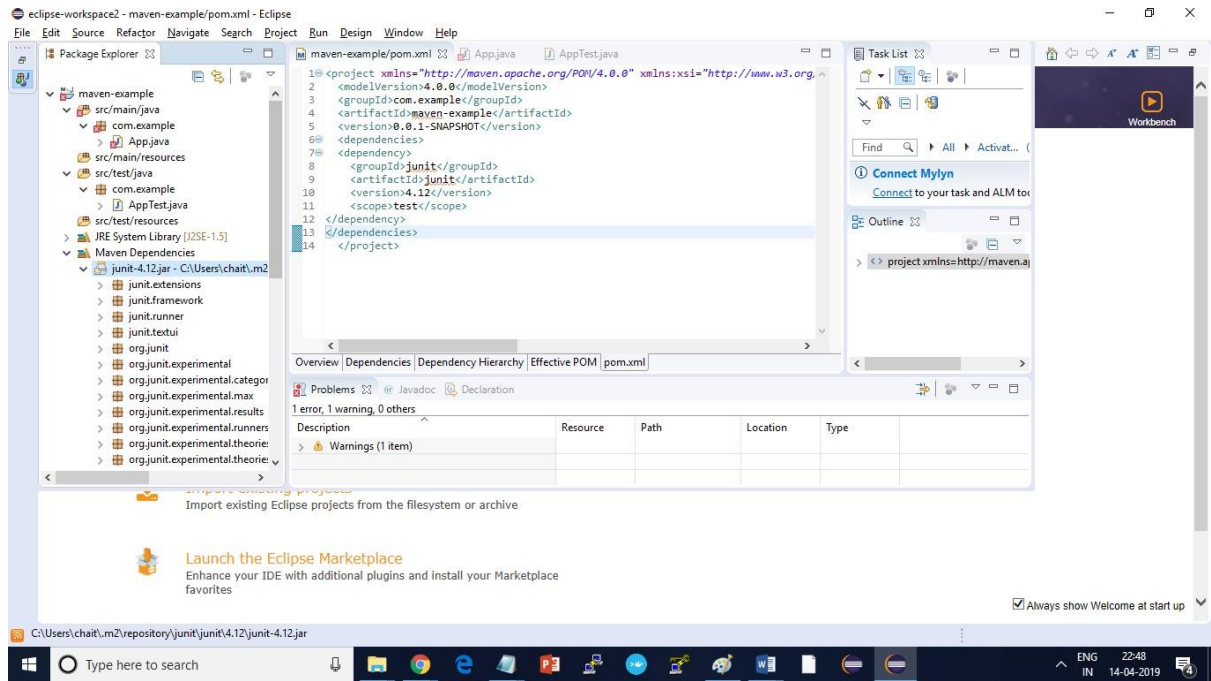 eclipse-workspace2 - maven-example/pom.xml - Eclipse
File Edit Source Refactor Navigate Search Project Run Design Window Help
Package Explorer
maven-example
src/main/java
com.example
App.java
src/main/resources
src/test/java
com.example
AppTest.java
src/test/resources
JRE System Library [J2SE-1.5]
Maven Dependencies
junit-4.12.jar - C:\Users\chait\.m2
junit.extensions
junit.framework
junit.runner
junit.textui
org.junit
org.junit.experimental
org.junit.experimental.categor
org.junit.experimental.max
org.junit.experimental.results
org.junit.experimental.runners
org.junit.experimental.theorie
org.junit.experimental.theorie
maven-example/pom.xml App.java AppTest.java
1 <project xmlns="http://maven.apache.org/POM/4.0.0" xmlns:xsi="http://www.w3.org,
2 <modelVersion>4.0.0</modelVersion>
3 <groupId>com.example</groupId>
4 <artifactId>maven-example</artifactId>
5 <version>0.0.1-SNAPSHOT</version>
6 <dependencies>
7 <dependency>
8 <groupId>junit</groupId>
9 <artifactId>junit</artifactId>
10 <version>4.12</version>
11 <scope>test</scope>
12 </dependency>
13 </dependencies>
14 </project>
Overview Dependencies Dependency Hierarchy Effective POM pom.xml
Problems Javadoc Declaration
1 error, 1 warning, 0 others
Description Resource Path Location Type
Warnings (1 item)
Task List
Find All Activat...
Connect Mylyn
Connect to your task and ALM too
Outline
project xmlns=http://maven.a
Workbench
Import existing projects
Import existing Eclipse projects from the filesystem or archive
Launch the Eclipse Marketplace
Enhance your IDE with additional plugins and install your Marketplace
favorites
Always show Welcome at start up
C:\Users\chait\.m2\repository\junit\junit\4.12\junit-4.12.jar
Type here to search
ENG 22:48
IN 14-04-2019
4